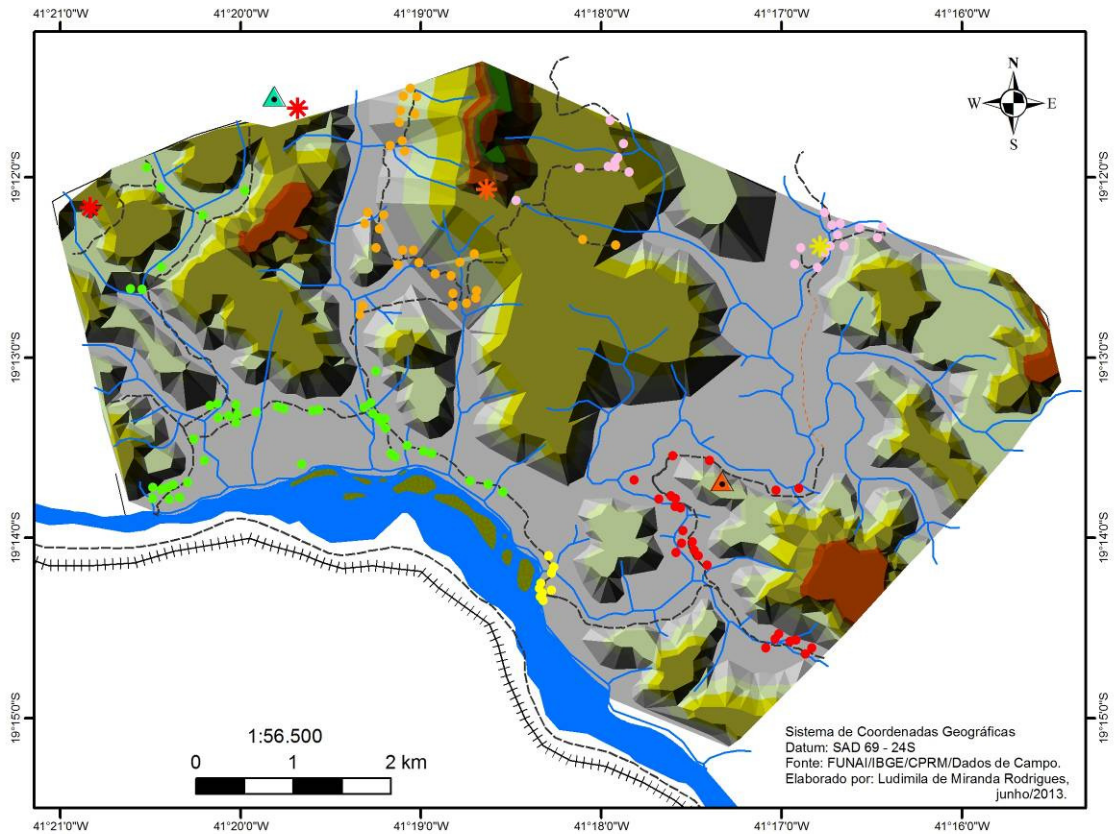 41°21'0"W 41°20'0"W 41°19'0"W 41°18'0"W 41°17'0"W 41°16'0"W
N
W E
S
19°12'0"S 19°12'0"S
19°13'0"S 19°13'0"S
19°14'0"S 19°14'0"S
19°15'0"S 19°15'0"S
1:56.500
0 1 2 km
Sistema de Coordenadas Geográficas
Datum: SAD 69 - 24S
Fonte: FUNAI/IBGE/CPRM/Dados de Campo.
Elaborado por: Ludimila de Miranda Rodrigues,
junho/2013.
41°21'0"W 41°20'0"W 41°19'0"W 41°18'0"W 41°17'0"W 41°16'0"W